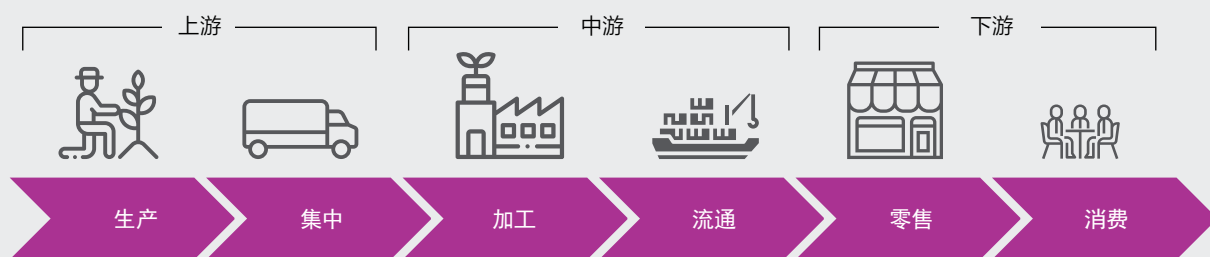 上游
中游
下游
生产
集中
加工
流通
零售
消费